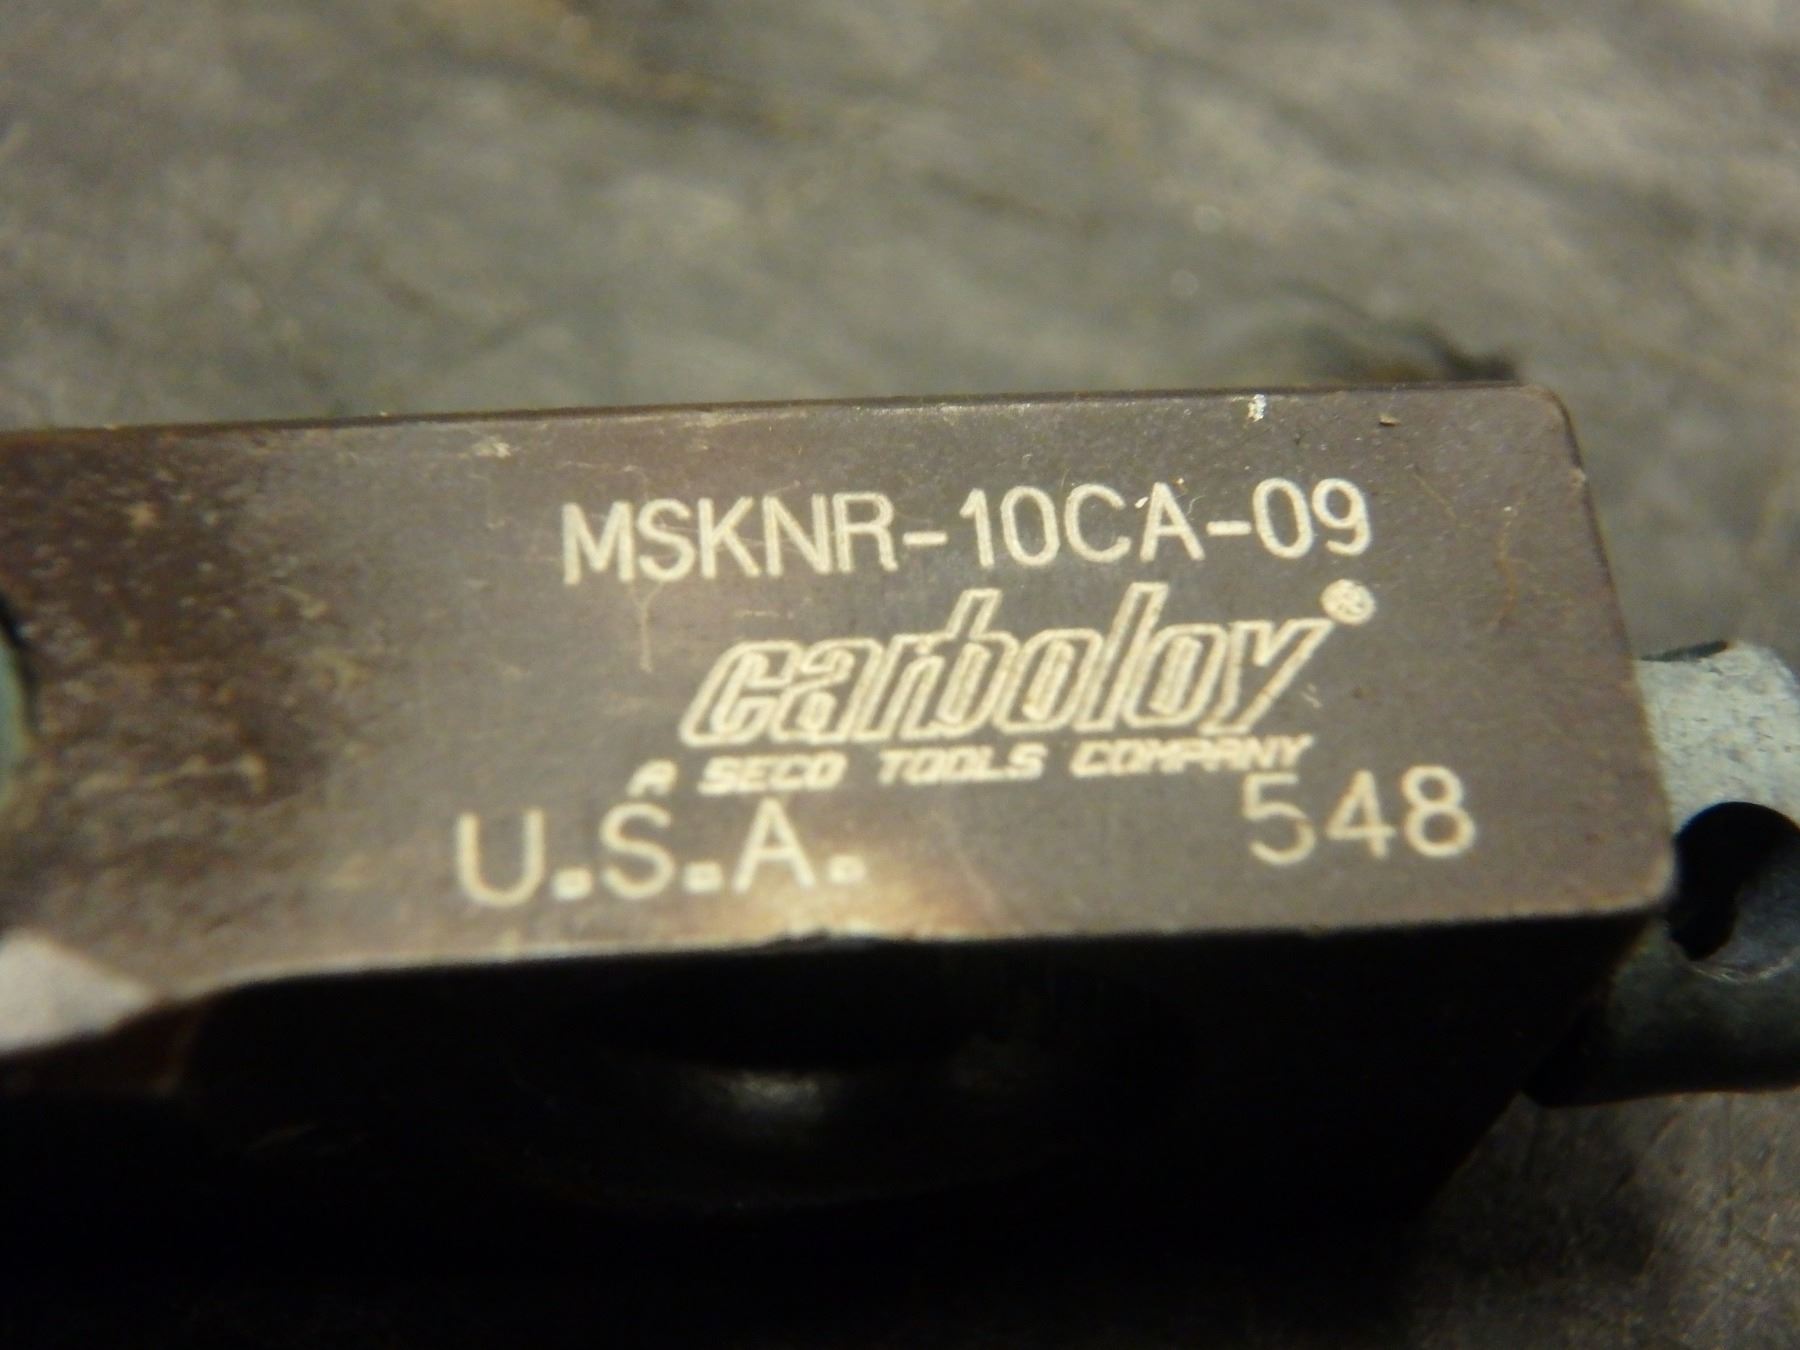 MSKNR-10CA-09
carboloy®
A SECO TOOLS COMPANY
U.S.A. 548